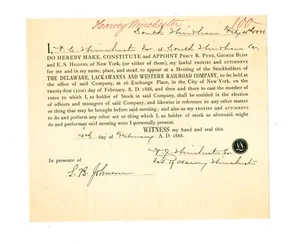 Harvey Winchester 100
South Windham
I,
DO HEREBY MAKE, CONSTITUTE AND APPOINT PERCY R. PYNE, GEORGE BLISS
AND E. S. HIGGINS of New York, (or either of them), my lawful PROXIES AND ATTORNEYS
for me and in my name, place and stead, to appear at a Meeting of the Stockholders of
THE DELAWARE, LACKAWANNA AND WESTERN RAILROAD COMPANY, to be held at
the office of said Company, at 26 Exchange Place, in the City of New York, on the
twenty-first (21st) day of February, A. D. 1888, and then and there to cast the number of
votes to which I, as holder of Stock in said Company, shall be entitled in the election
of officers and managers of said Company, and likewise in reference to any other matter
or thing that may be brought before said meeting; and also as my PROXIES AND ATTORNEYS
to do and perform any other act or thing which I, as holder of stock as aforesaid might
do and perform at said meeting were I personally present.
WITNESS my hand and seal this
day of February A. D. 1888.
In presence of
S. B. Johnson